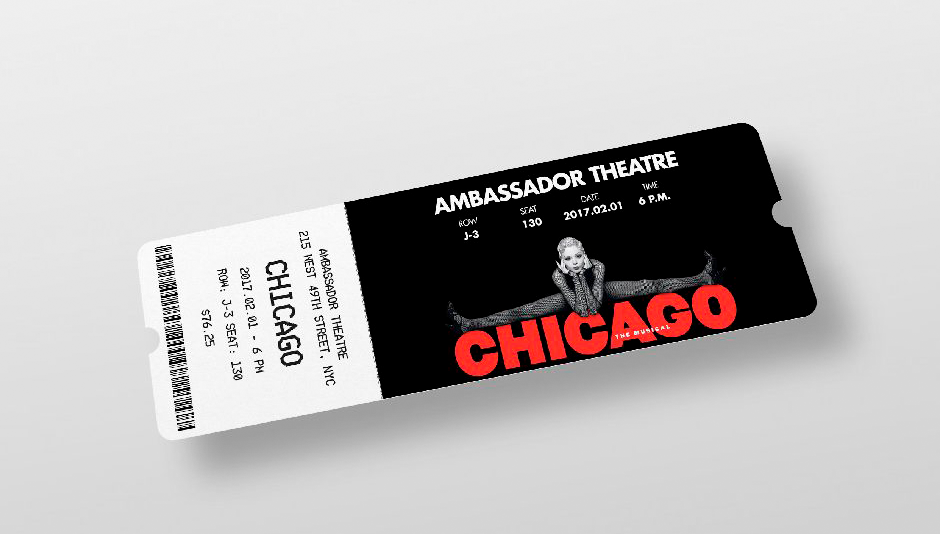 AMBASSADOR THEATRE
ROW SEAT DATE TIME
J-3 130 2017.02.01 6 P.M.
CHICAGO
THE MUSICAL
AMBASSADOR THEATRE
215 WEST 49TH STREET, NYC
CHICAGO
2017.02.01 - 6 PM
ROW: J-3 SEAT: 130
$76.25